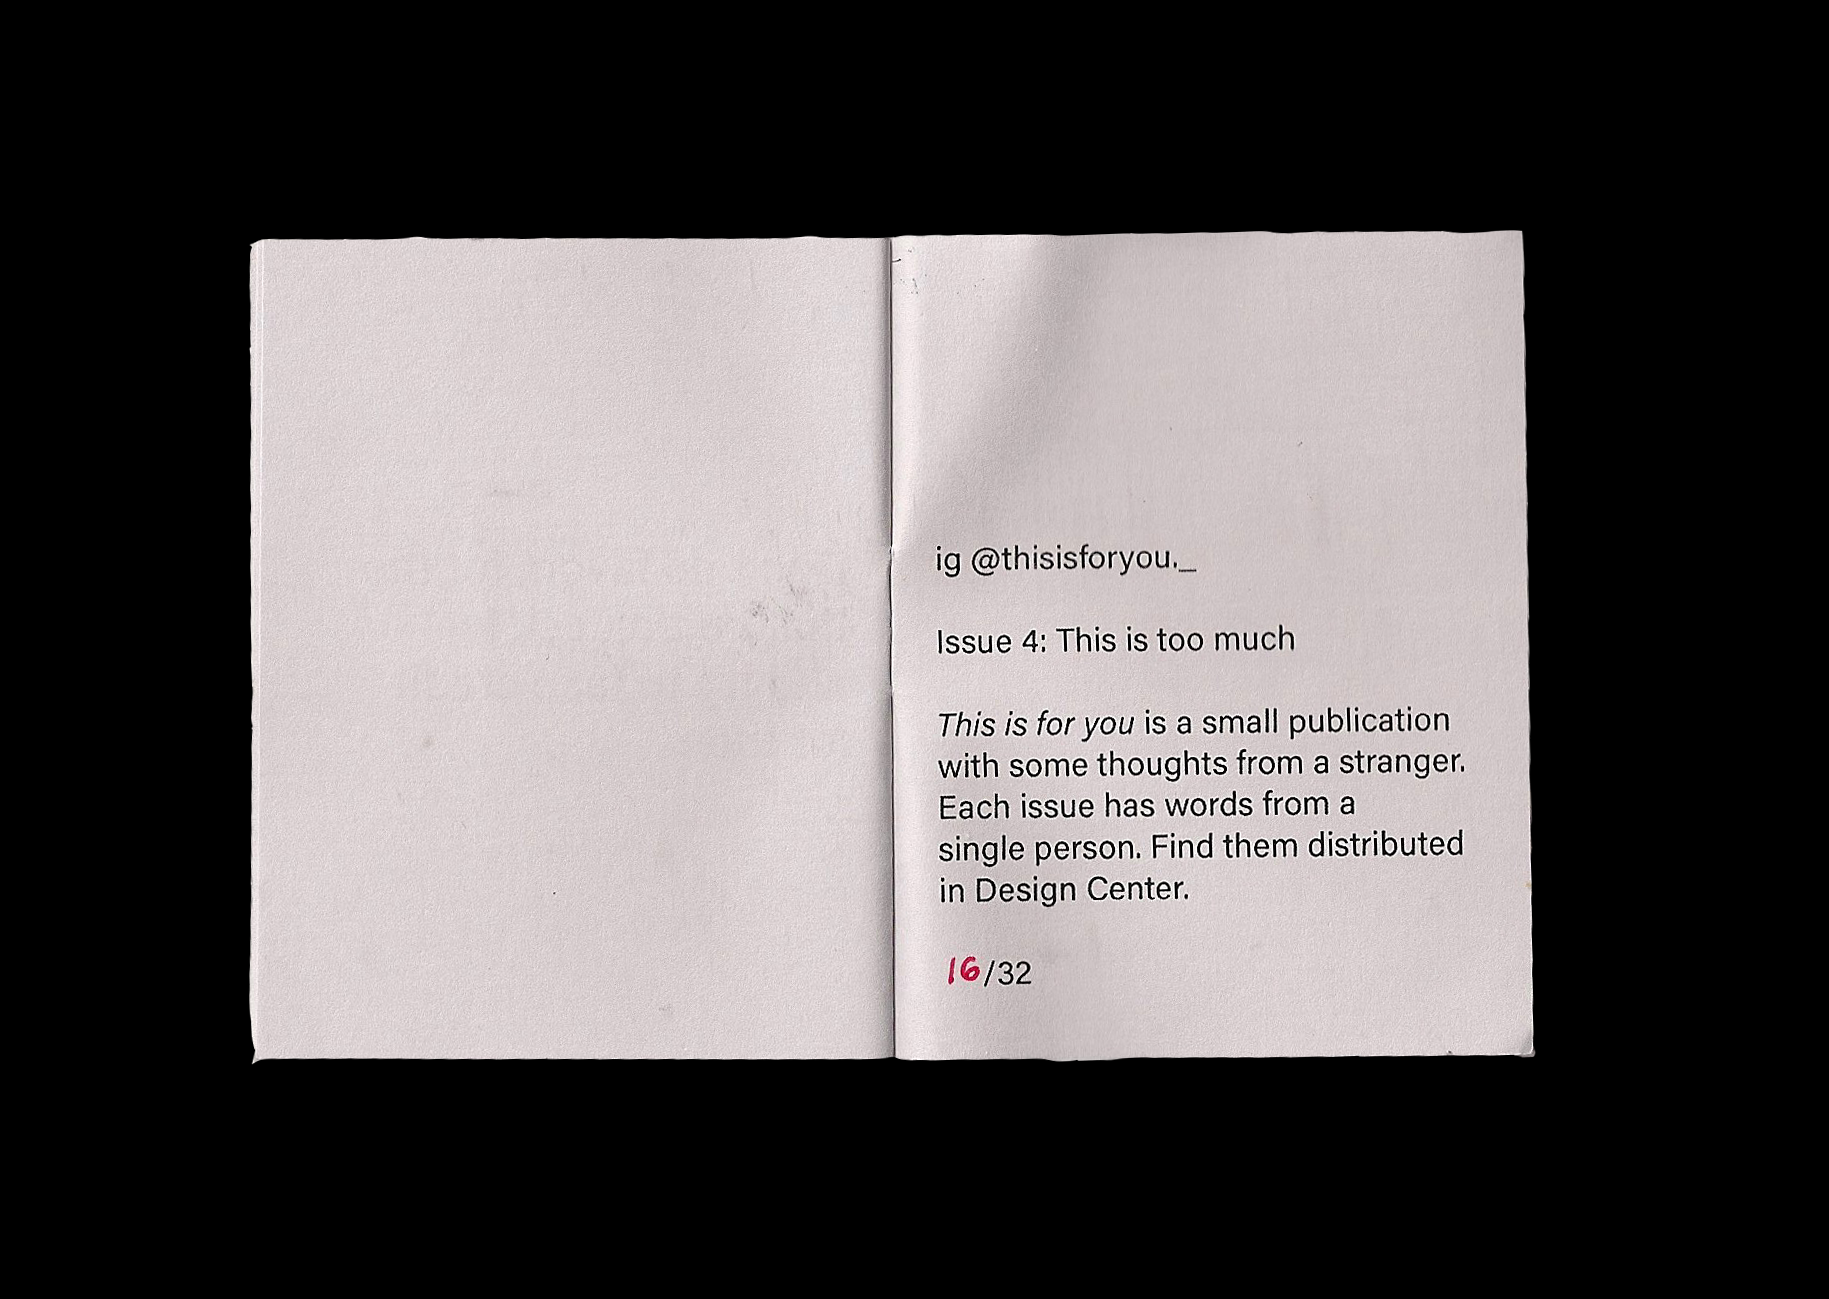 ig @thisisforyou._
Issue 4: This is too much
This is for you is a small publication
with some thoughts from a stranger.
Each issue has words from a
single person. Find them distributed
in Design Center.
16/32